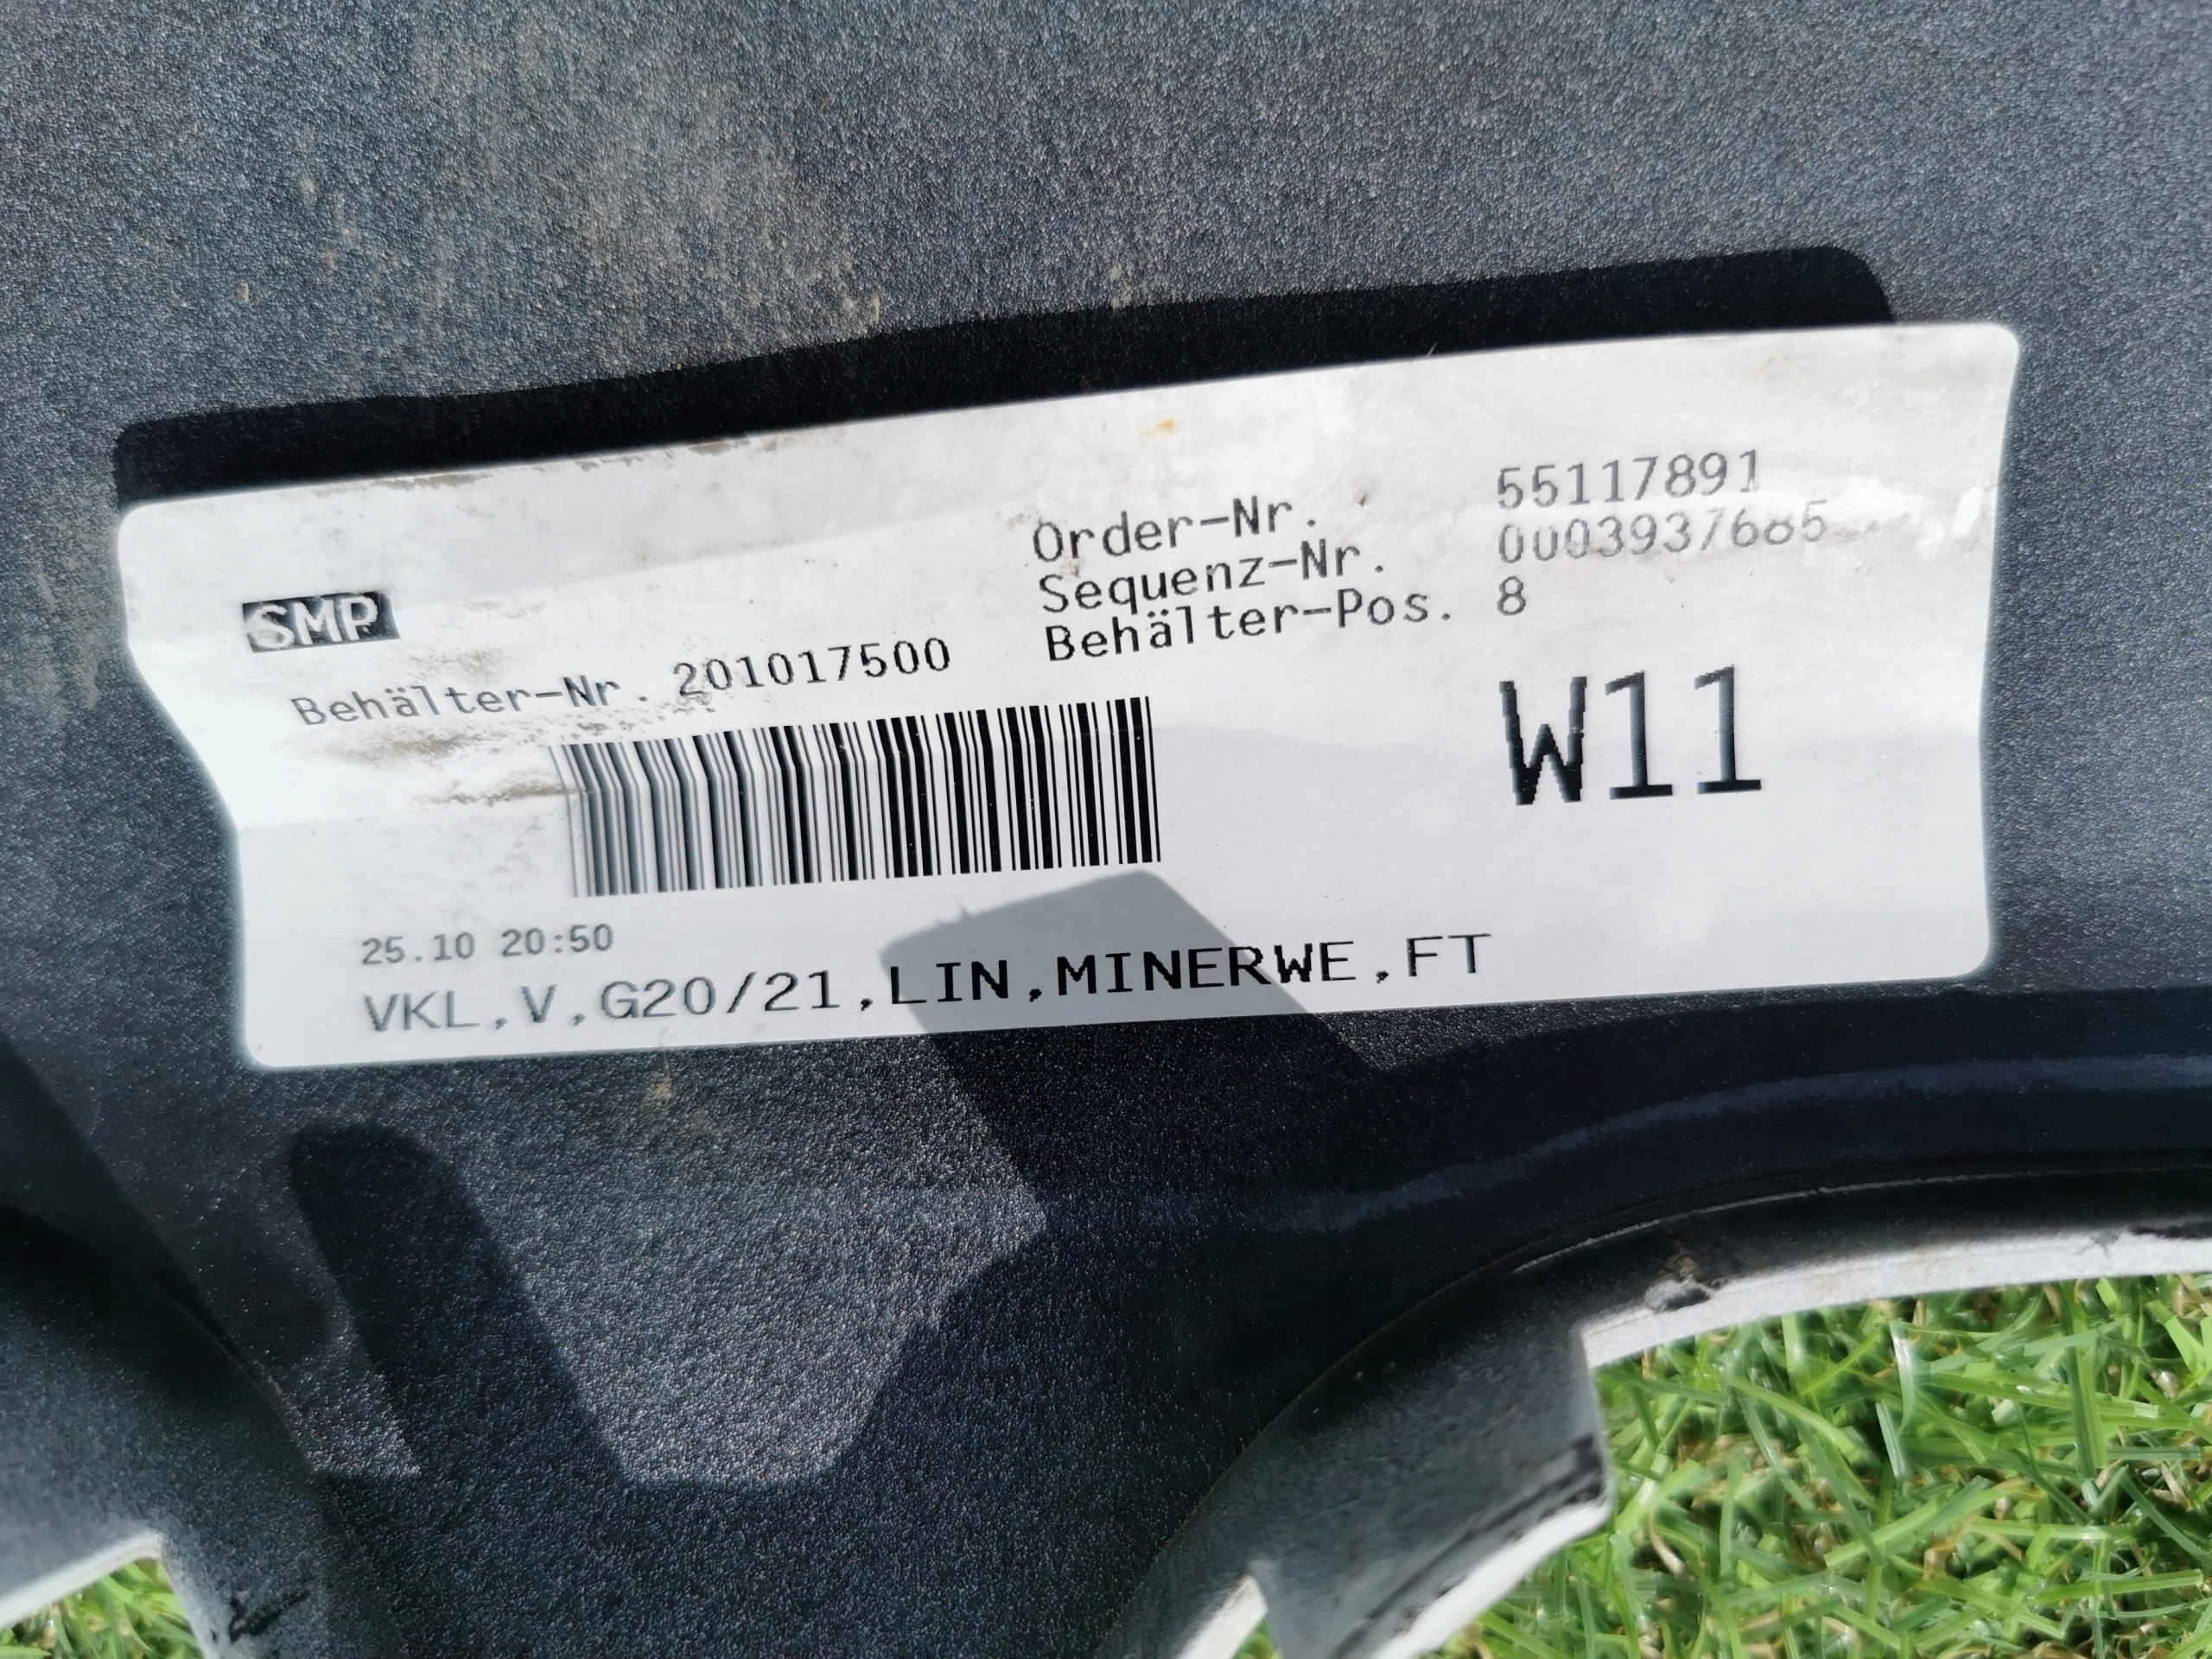 Order-Nr. 55117891
Sequenz-Nr. 0003937685
Behälter-Pos. 8
SMP
Behälter-Nr. 201017500
W11
25.10 20:50
VKL,V,G20/21,LIN,MINERWE,FT